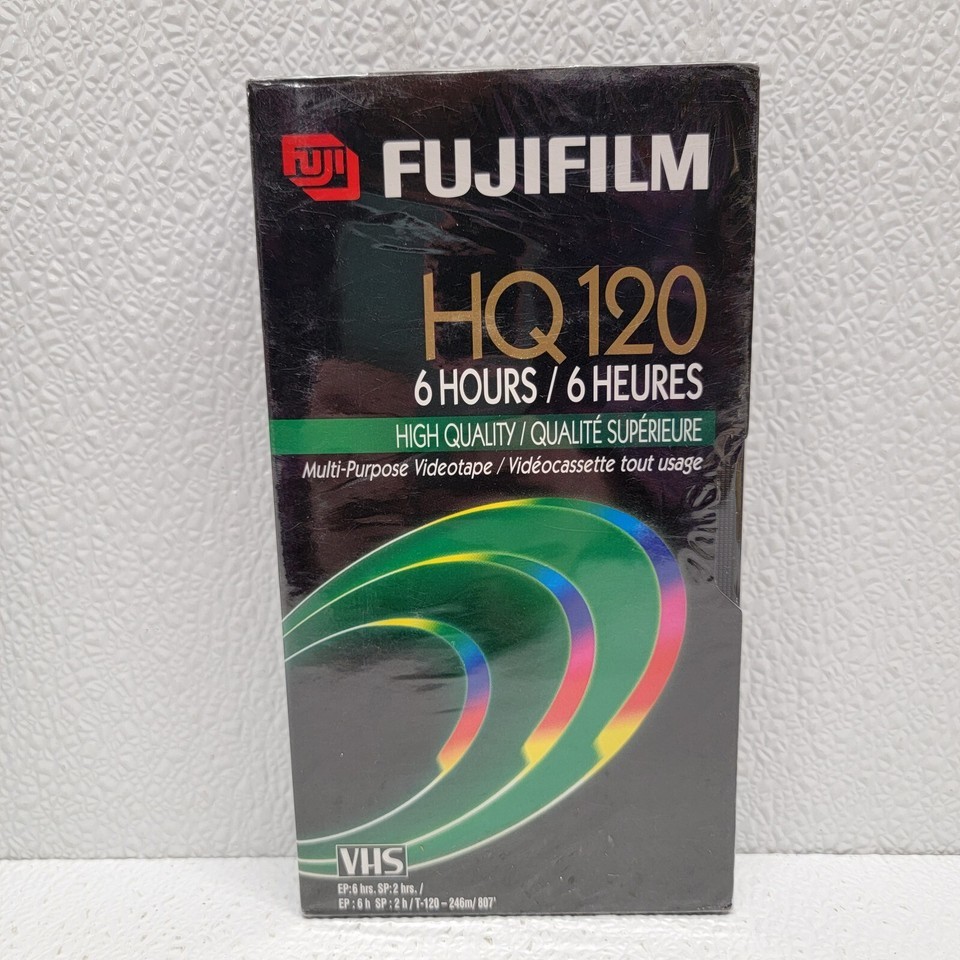 FUJI FUJIFILM
HQ 120
6 HOURS / 6 HEURES
HIGH QUALITY / QUALITÉ SUPÉRIEURE
Multi-Purpose Videotape / Vidéocassette tout usage
VHS
EP: 6 hrs. SP: 2 hrs. /
EP : 6 h SP : 2 h / T-120 – 246m/ 807'